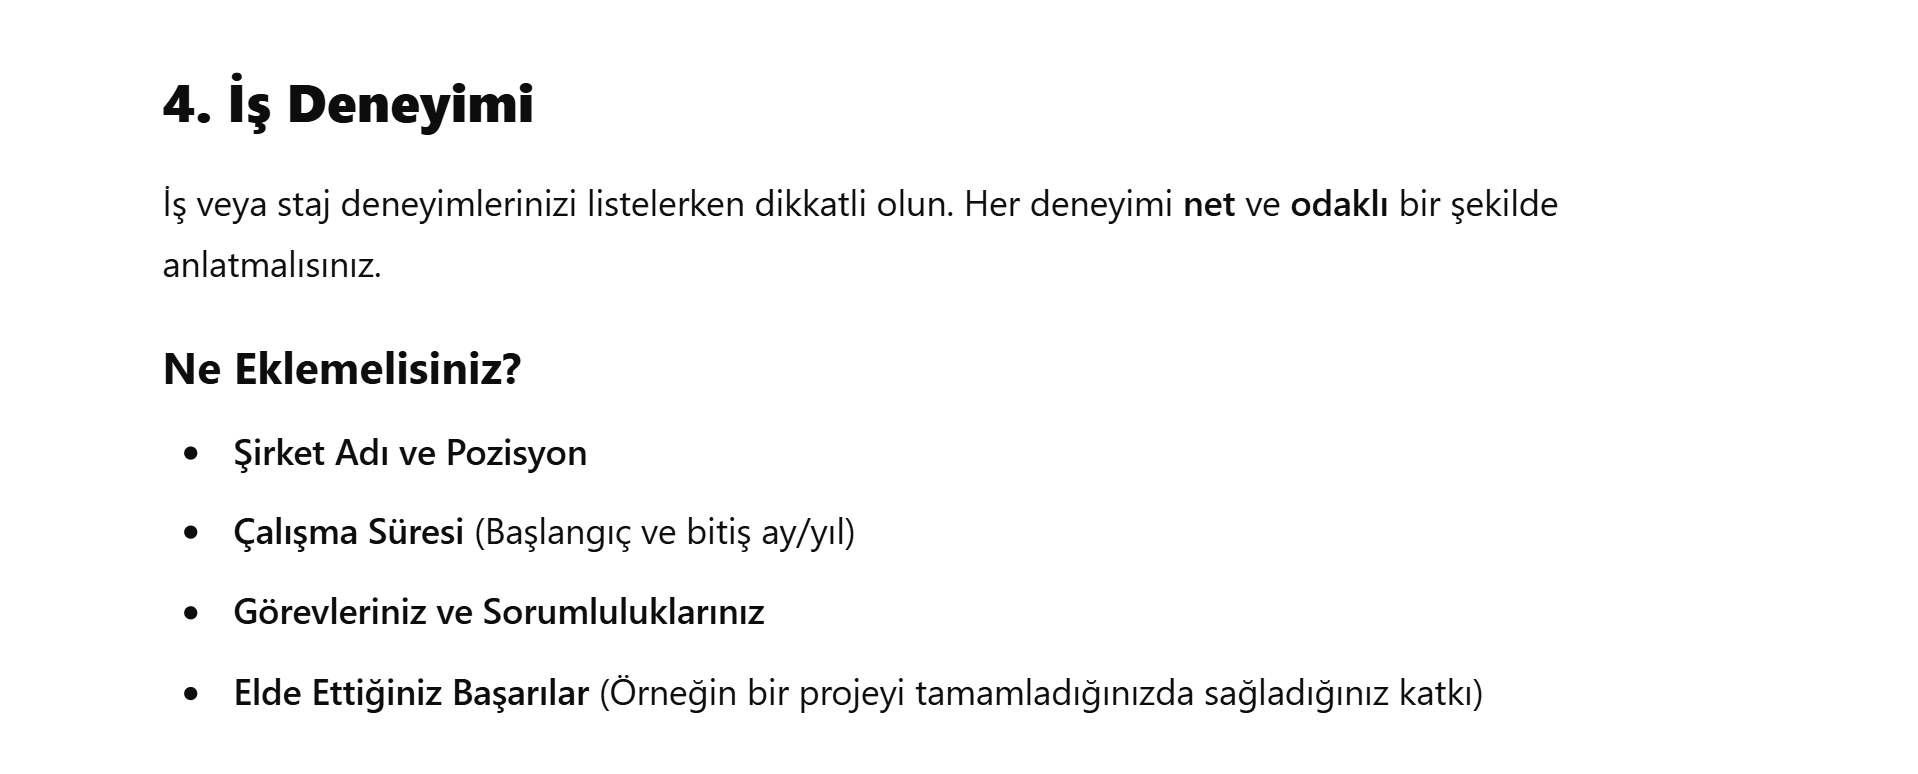 4. İş Deneyimi
İş veya staj deneyimlerinizi listelerken dikkatli olun. Her deneyimi net ve odaklı bir şekilde
anlatmalısınız.
Ne Eklemelisiniz?
• Şirket Adı ve Pozisyon
• Çalışma Süresi (Başlangıç ve bitiş ay/yıl)
• Görevleriniz ve Sorumluluklarınız
• Elde Ettiğiniz Başarılar (Örneğin bir projeyi tamamladığınızda sağladığınız katkı)